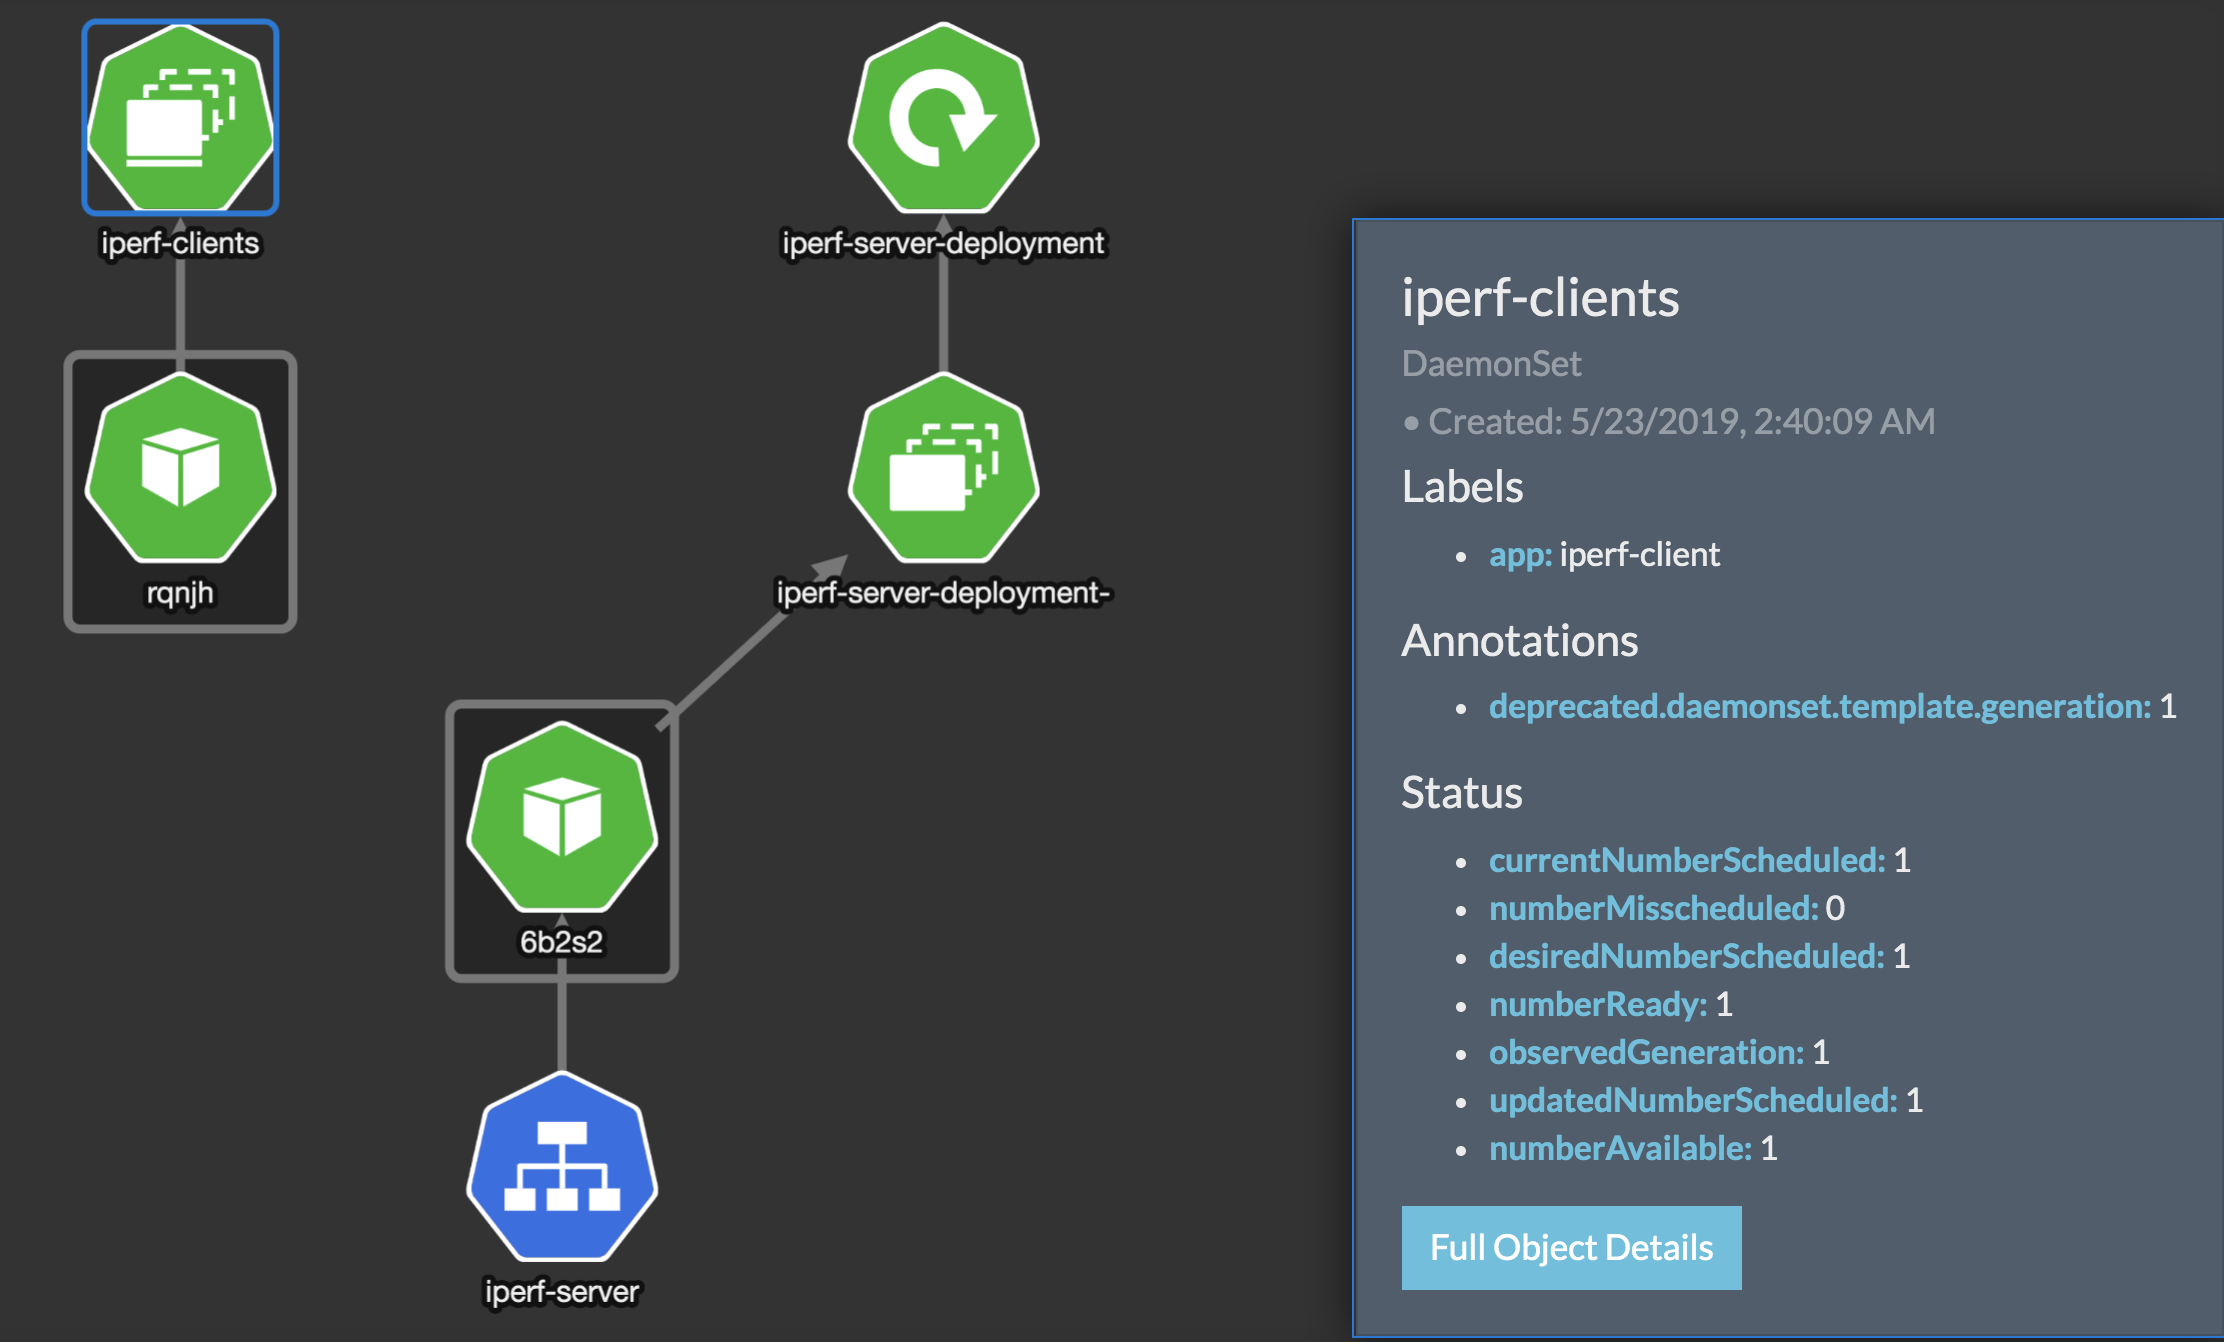 iperf-clients
iperf-server-deployment
rqnjh
iperf-server-deployment-
6b2s2
iperf-server
iperf-clients
DaemonSet
• Created: 5/23/2019, 2:40:09 AM
Labels
• app: iperf-client
Annotations
• deprecated.daemonset.template.generation: 1
Status
• currentNumberScheduled: 1
• numberMisscheduled: 0
• desiredNumberScheduled: 1
• numberReady: 1
• observedGeneration: 1
• updatedNumberScheduled: 1
• numberAvailable: 1
Full Object Details